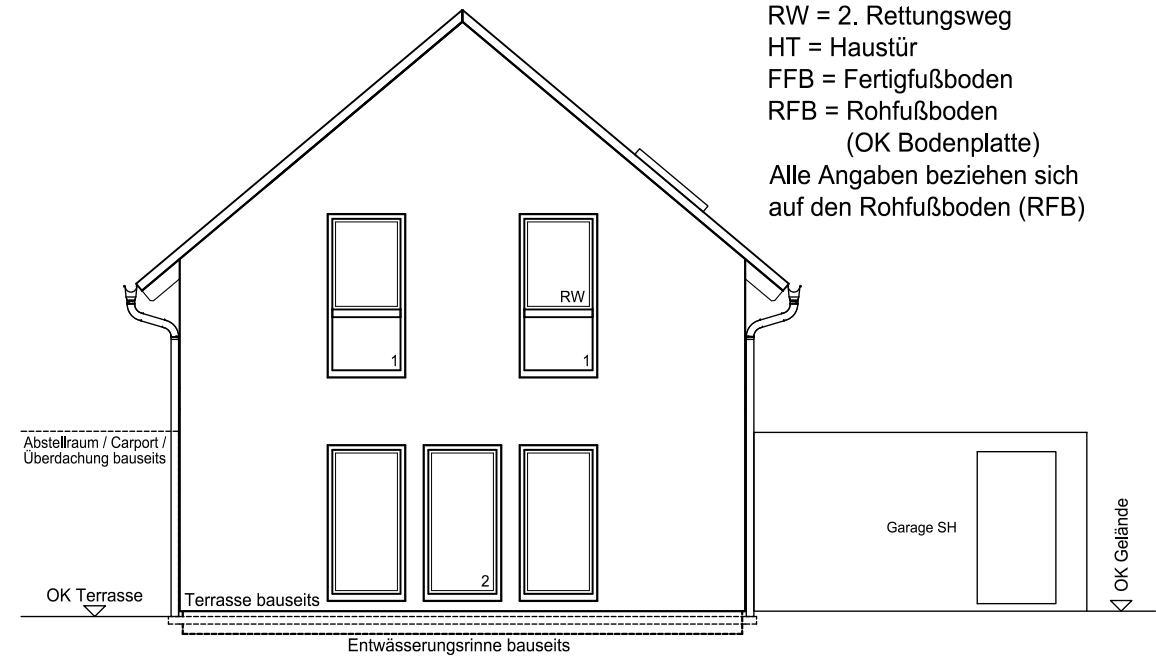 RW = 2. Rettungsweg
HT = Haustür
FFB = Fertigfußboden
RFB = Rohfußboden
(OK Bodenplatte)
Alle Angaben beziehen sich
auf den Rohfußboden (RFB)
RW
1
1
Abstellraum / Carport /
Überdachung bauseits
Garage SH
OK Gelände
2
OK Terrasse
Terrasse bauseits
Entwässerungsrinne bauseits